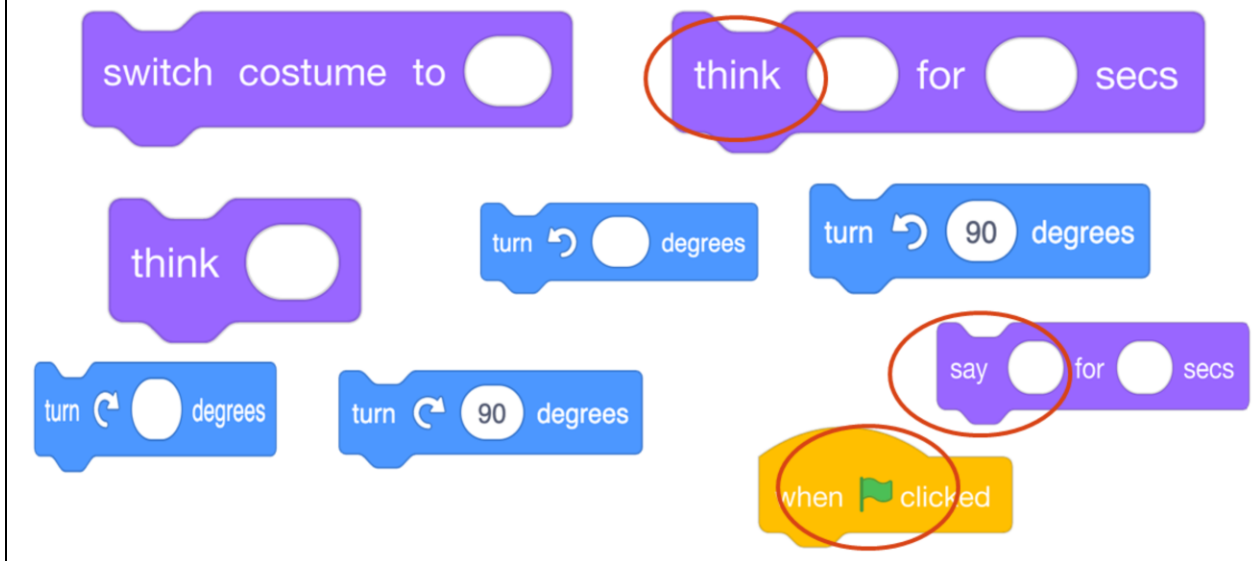 switch costume to
think for secs
think
turn degrees
turn 90 degrees
say for secs
turn degrees
turn 90 degrees
when clicked